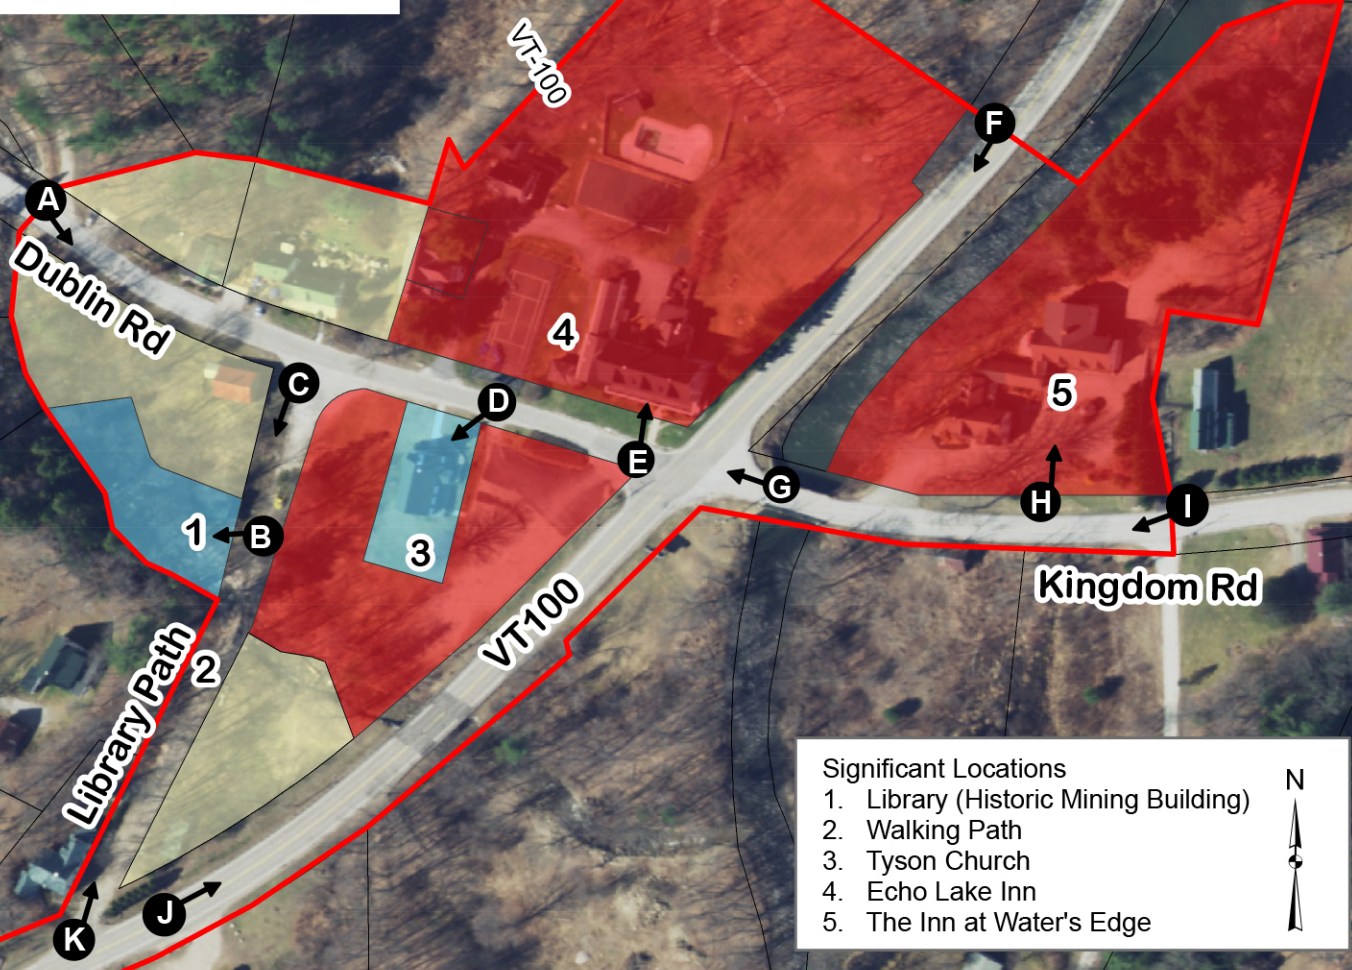 VT-100
F
A
Dublin Rd
4
C
5
D
E
G
H
I
1
B
3
Kingdom Rd
VT100
2
Library Path
J
K
Significant Locations
N
1. Library (Historic Mining Building)
2. Walking Path
3. Tyson Church
4. Echo Lake Inn
5. The Inn at Water's Edge